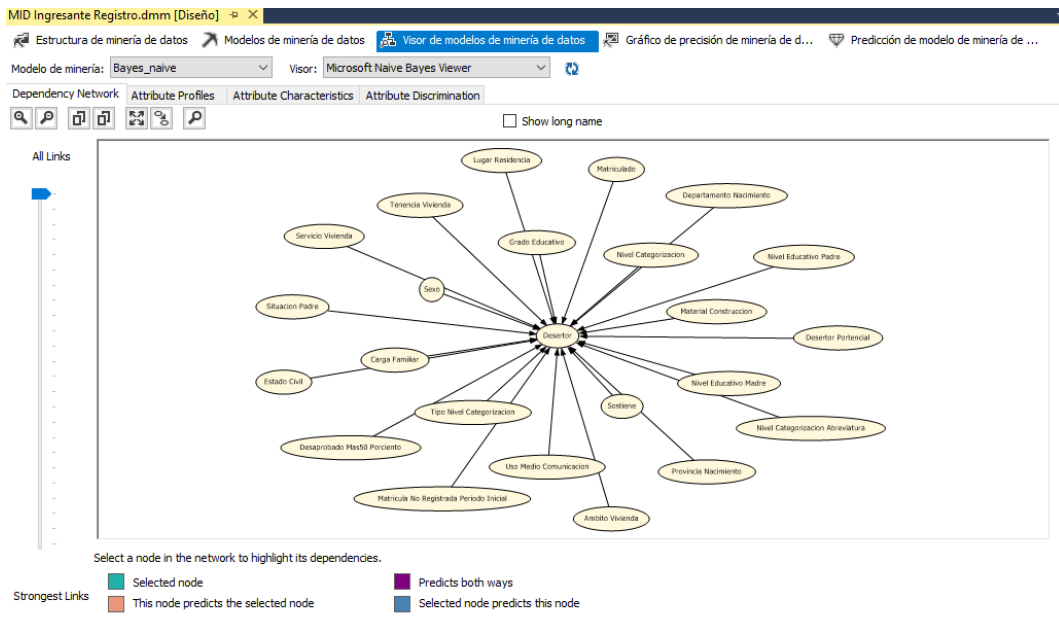 MID Ingresante Registro.dmm [Diseño]
Estructura de minería de datos Modelos de minería de datos Visor de modelos de minería de datos Gráfico de precisión de minería de d... Predicción de modelo de minería de ...
Modelo de minería: Bayes_naive Visor: Microsoft Naive Bayes Viewer
Dependency Network Attribute Profiles Attribute Characteristics Attribute Discrimination
Show long name
All Links
Lugar Residencia
Matriculado
Departamento Nacimiento
Tenencia Vivienda
Servicio Vivienda
Grado Educativo
Nivel Categorizacion
Nivel Educativo Padre
Sexo
Situacion Padre
Material Construccion
Desertor
Desertor Portencial
Carga Familiar
Estado Civil
Nivel Educativo Madre
Tipo Nivel Categorizacion
Sostiene
Nivel Categorizacion Abreviatura
Desaprobado Mas50 Porciento
Uso Medio Comunicacion
Provincia Nacimiento
Matricula No Registrada Periodo Inicial
Ambito Vivienda
Select a node in the network to highlight its dependencies.
Strongest Links
Selected node
Predicts both ways
This node predicts the selected node
Selected node predicts this node